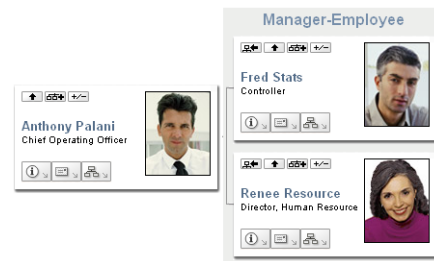 Manager-Employee
Anthony Palani
Chief Operating Officer
Fred Stats
Controller
Renee Resource
Director, Human Resource